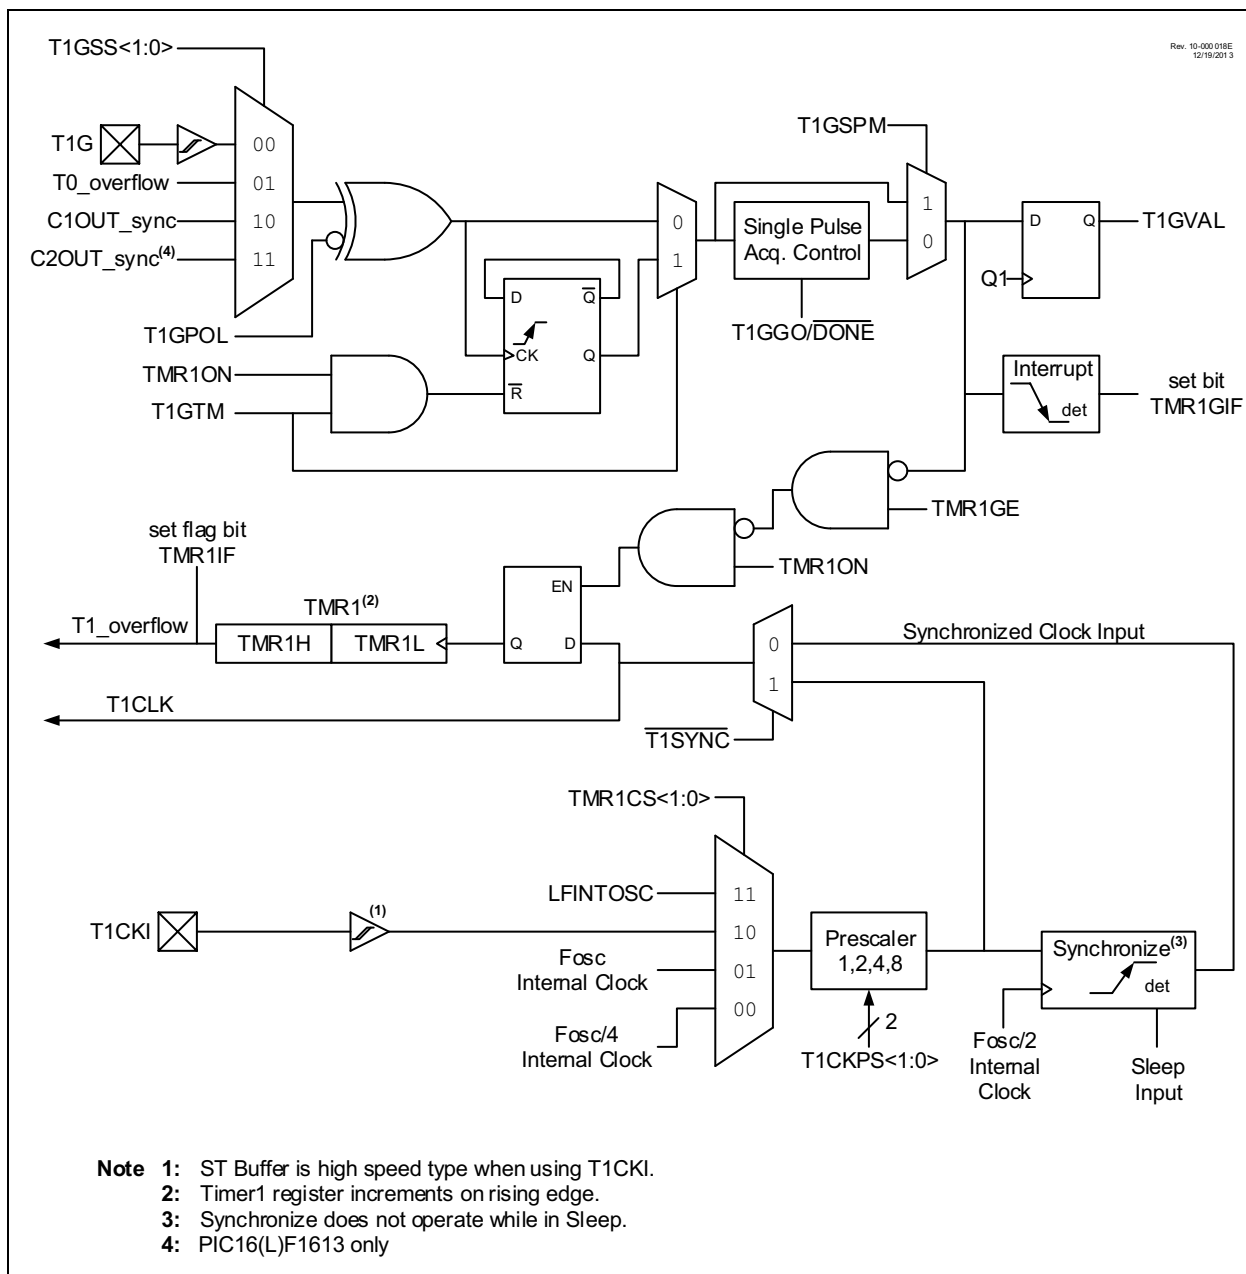 Rev. 10-000018E
12/19/2013
T1GSS<1:0>
T1G
00
T0_overflow
01
C1OUT_sync
10
C2OUT_sync(4)
11
T1GPOL
TMR1ON
T1GTM
D
Q
CK
Q
R
0
1
T1GSPM
Single Pulse
Acq. Control
1
0
T1GGO/DONE
D
Q
T1GVAL
Q1
Interrupt
det
set bit
TMR1GIF
TMR1GE
TMR1ON
set flag bit
TMR1IF
TMR1(2)
T1_overflow
TMR1H
TMR1L
EN
Q
D
T1CLK
0
1
T1SYNC
Synchronized Clock Input
TMR1CS<1:0>
LFINTOSC
11
T1CKI
(1)
10
Fosc
Internal Clock
01
Fosc/4
Internal Clock
00
Prescaler
1,2,4,8
2
T1CKPS<1:0>
Synchronize(3)
det
Fosc/2
Internal
Clock
Sleep
Input
Note 1: ST Buffer is high speed type when using T1CKI.
2: Timer1 register increments on rising edge.
3: Synchronize does not operate while in Sleep.
4: PIC16(L)F1613 only